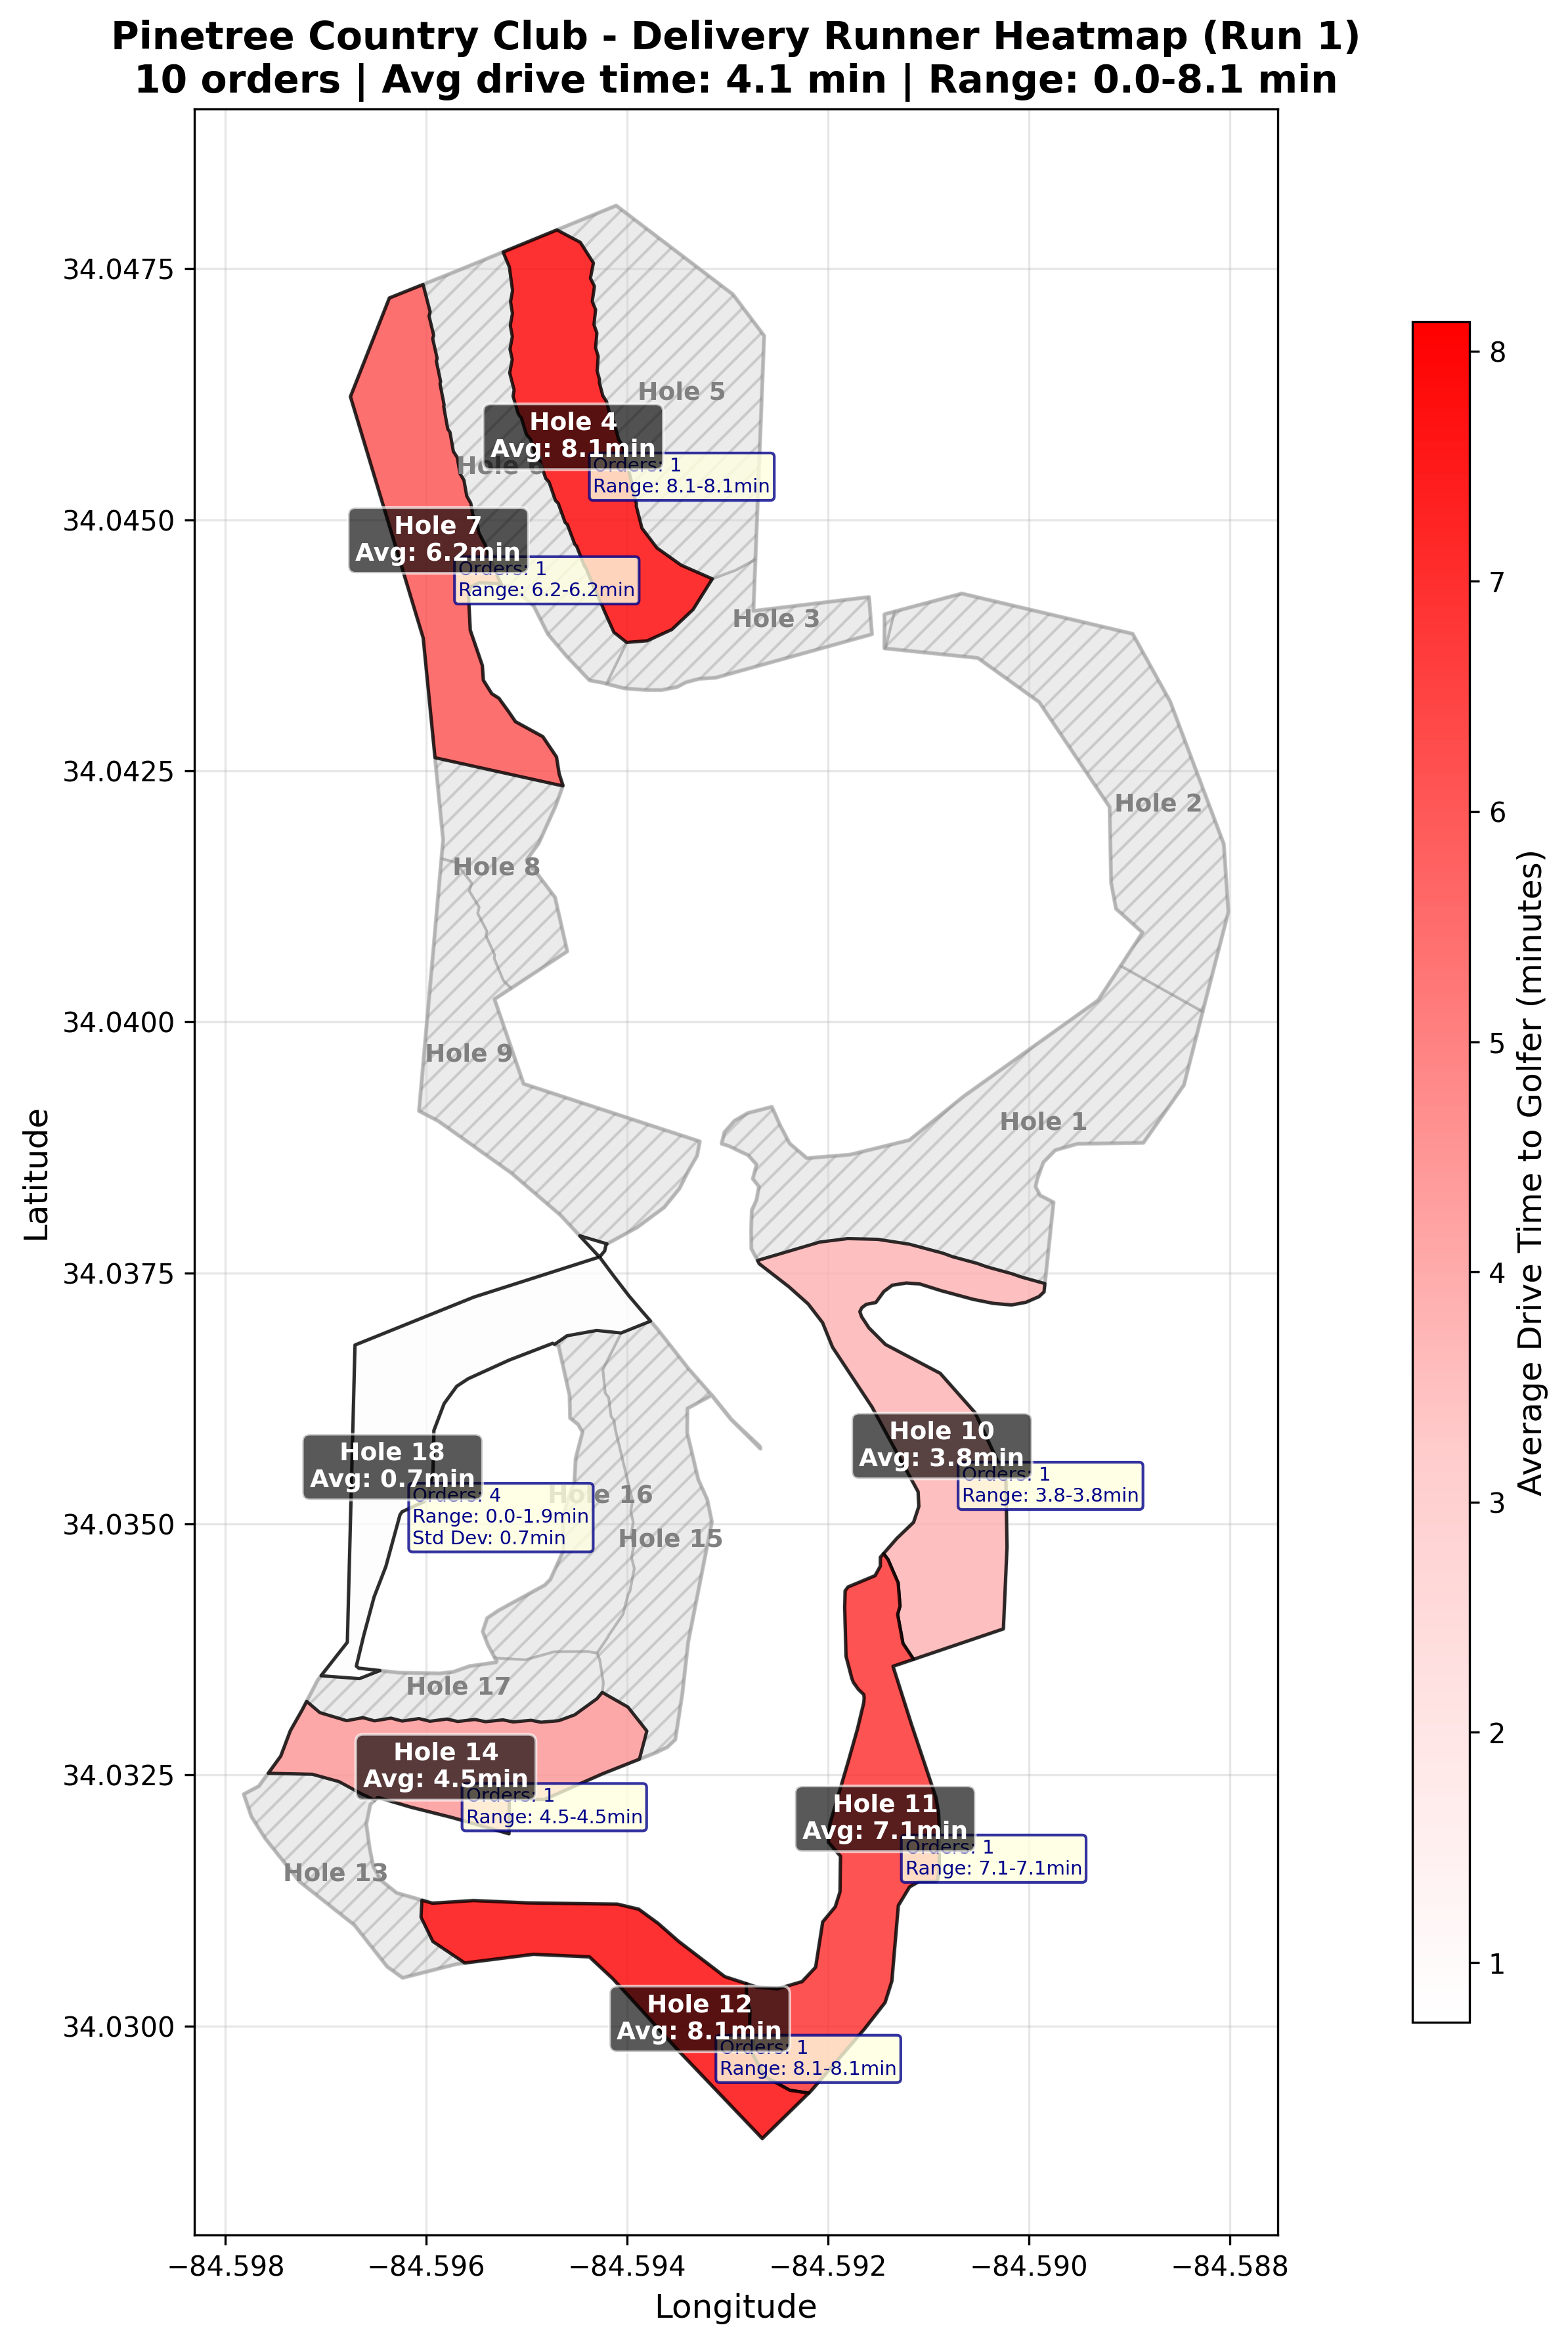 Pinetree Country Club - Delivery Runner Heatmap (Run 1)
10 orders | Avg drive time: 4.1 min | Range: 0.0-8.1 min
Latitude
34.0475
34.0450
34.0425
34.0400
34.0375
34.0350
34.0325
34.0300
Hole 5
Hole 4
Avg: 8.1min
Hole 6
Orders: 1
Range: 8.1-8.1min
Hole 7
Avg: 6.2min
Orders: 1
Range: 6.2-6.2min
Hole 3
Hole 2
Hole 8
Hole 9
Hole 1
Hole 10
Avg: 3.8min
Orders: 1
Range: 3.8-3.8min
Hole 18
Avg: 0.7min
Orders: 4
Range: 0.0-1.9min
Std Dev: 0.7min
Hole 16
Hole 15
Hole 17
Hole 14
Avg: 4.5min
Orders: 1
Range: 4.5-4.5min
Hole 11
Avg: 7.1min
Orders: 1
Range: 7.1-7.1min
Hole 13
Hole 12
Avg: 8.1min
Orders: 1
Range: 8.1-8.1min
−84.598
−84.596
−84.594
−84.592
−84.590
−84.588
Longitude
8
7
6
5
4
3
2
1
Average Drive Time to Golfer (minutes)